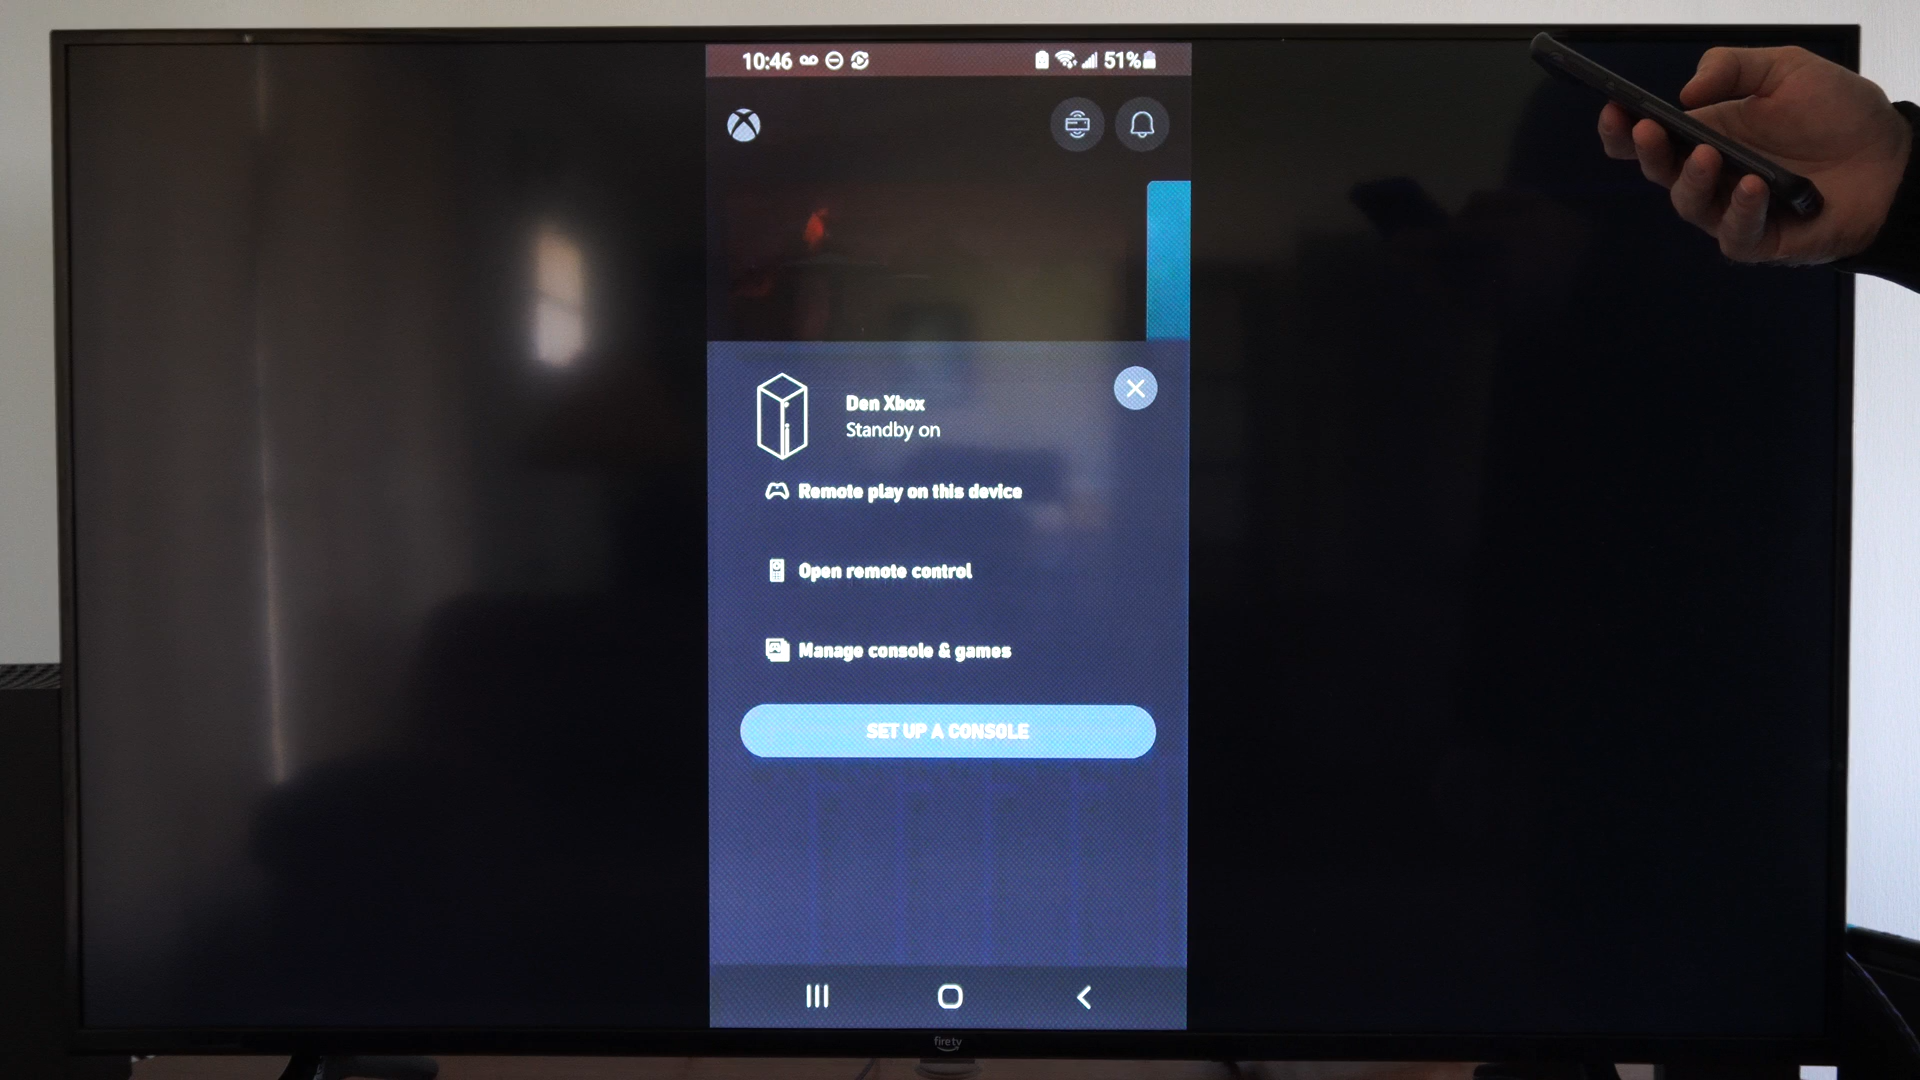 10:46 51%
Den Xbox
Standby on
Remote play on this device
Open remote control
Manage console & games
SET UP A CONSOLE
firetv